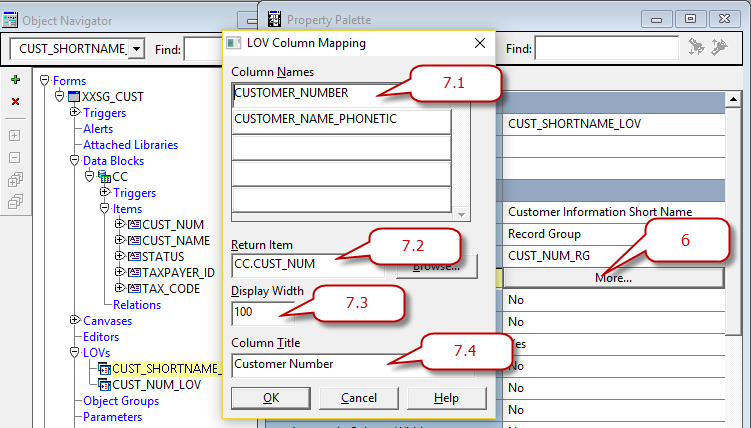 Object Navigator
CUST_SHORTNAME_
Find:
Forms
XXSG_CUST
Triggers
Alerts
Attached Libraries
Data Blocks
CC
Triggers
Items
CUST_NUM
CUST_NAME
STATUS
TAXPAYER_ID
TAX_CODE
Relations
Canvases
Editors
LOVs
CUST_SHORTNAME_
CUST_NUM_LOV
Object Groups
Parameters
LOV Column Mapping
Column Names
CUSTOMER_NUMBER
7.1
CUSTOMER_NAME_PHONETIC
Return Item
7.2
CC.CUST_NUM
Browse...
Display Width
7.3
100
Column Title
7.4
Customer Number
OK
Cancel
Help
Property Palette
Find:
CUST_SHORTNAME_LOV
Customer Information Short Name
Record Group
6
CUST_NUM_RG
More...
No
No
Yes
No
No
No